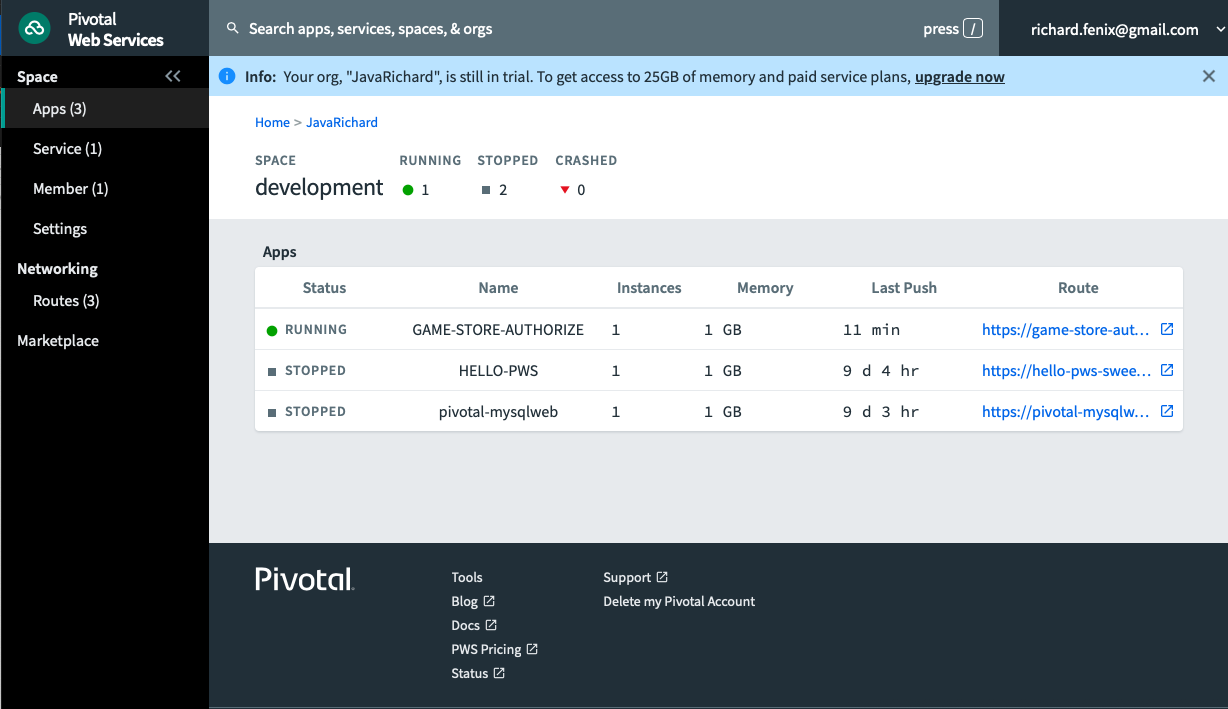 Pivotal
Web Services
Search apps, services, spaces, & orgs
press /
richard.fenix@gmail.com
Space
Apps (3)
Service (1)
Member (1)
Settings
Networking
Routes (3)
Marketplace
Info: Your org, "JavaRichard", is still in trial. To get access to 25GB of memory and paid service plans, upgrade now
Home > JavaRichard
SPACE RUNNING STOPPED CRASHED
development 1 2 0
Apps
Status Name Instances Memory Last Push Route
RUNNING GAME-STORE-AUTHORIZE 1 1 GB 11 min https://game-store-aut...
STOPPED HELLO-PWS 1 1 GB 9 d 4 hr https://hello-pws-swee...
STOPPED pivotal-mysqlweb 1 1 GB 9 d 3 hr https://pivotal-mysqlw...
Pivotal
Tools
Blog
Docs
PWS Pricing
Status
Support
Delete my Pivotal Account